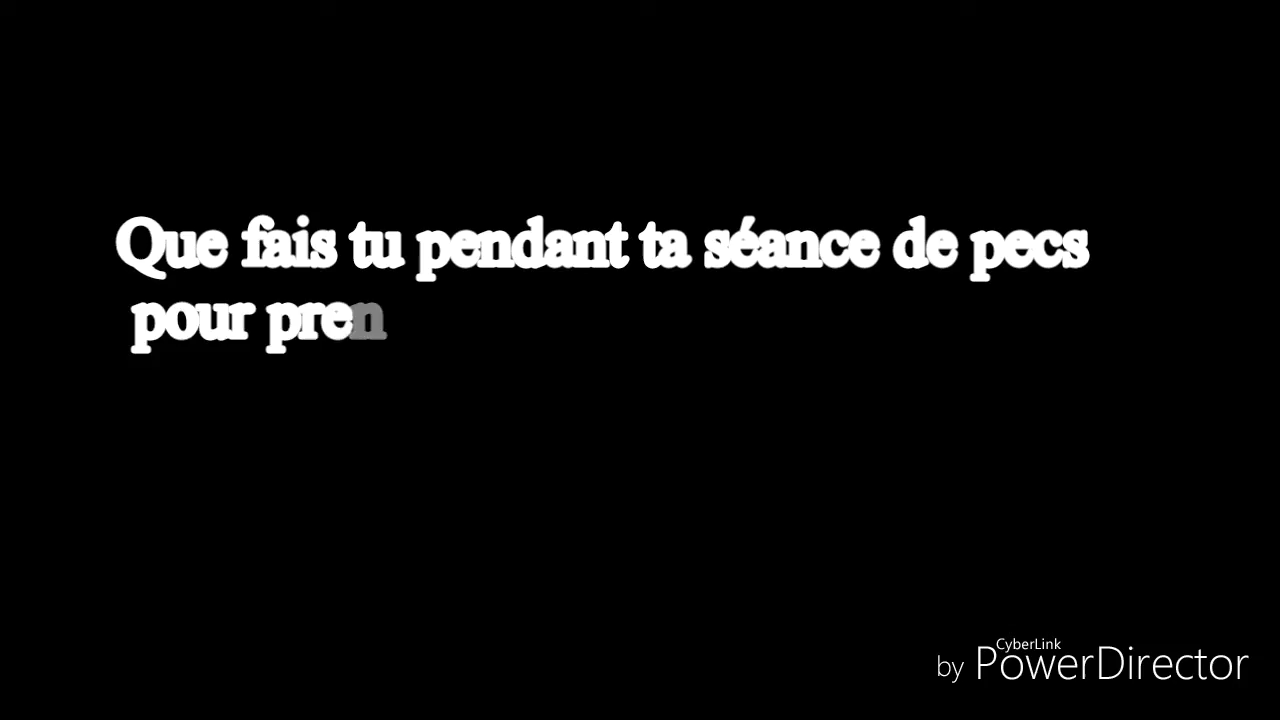 Que fais tu pendant ta séance de pecs
pour pren
CyberLink
by PowerDirector